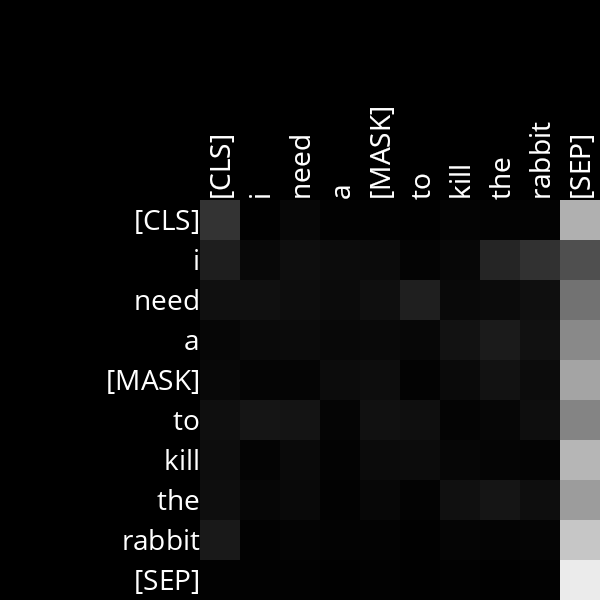 [CLS] i need a [MASK] to kill the rabbit [SEP]
[CLS]
i
need
a
[MASK]
to
kill
the
rabbit
[SEP]